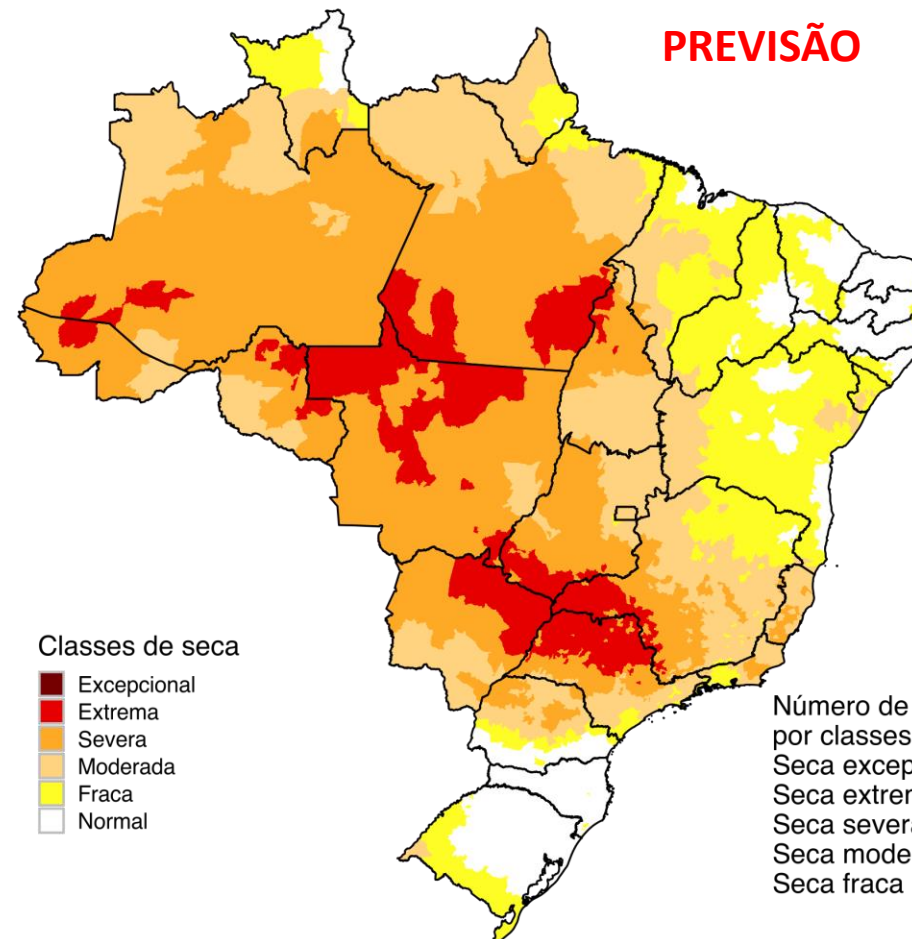 PREVISÃO
Classes de seca
Excepcional
Extrema
Severa
Moderada
Fraca
Normal
Número de
por classes
Seca excep
Seca extrem
Seca severa
Seca mode
Seca fraca